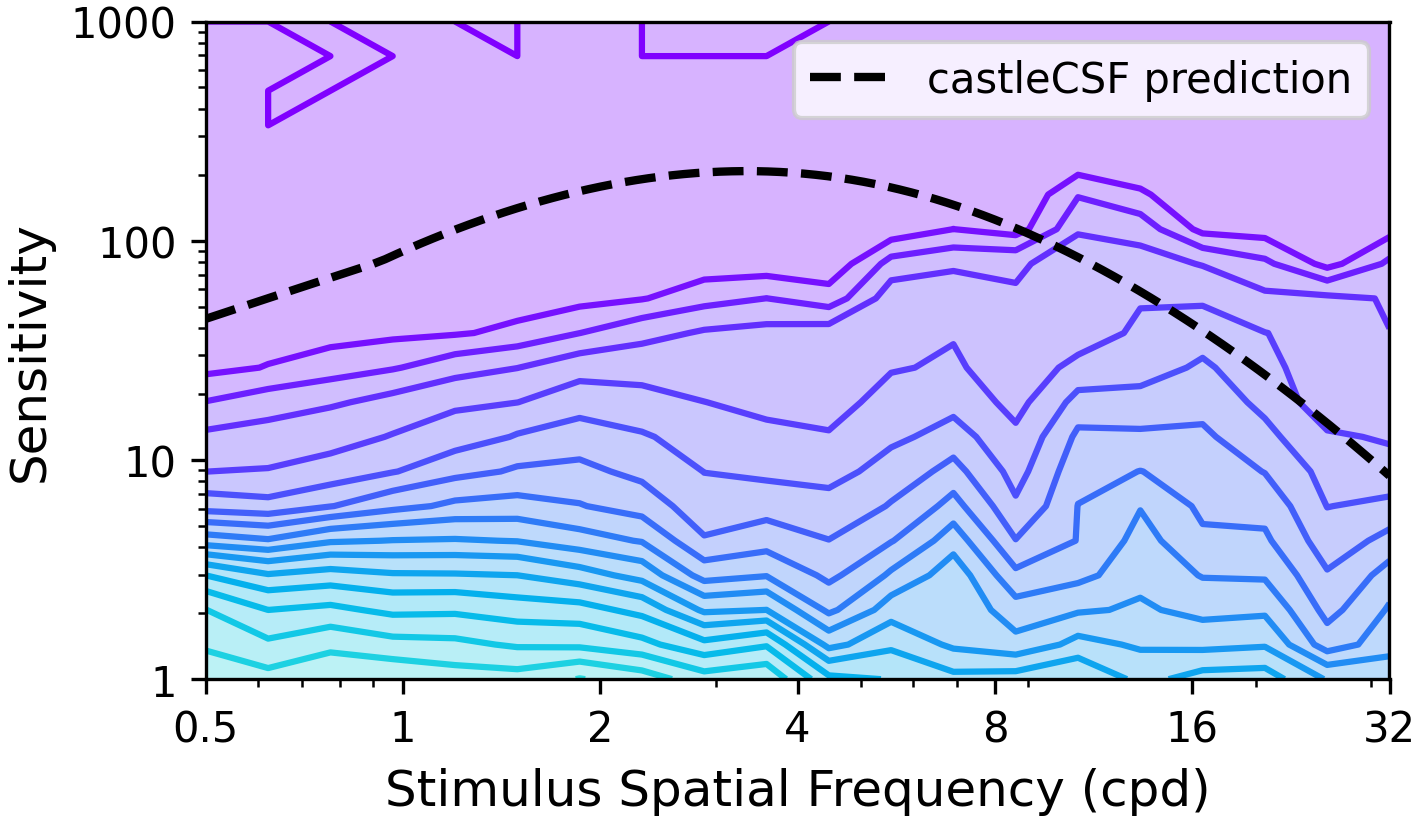 1000
castleCSF prediction
100
Sensitivity
10
1
0.5 1 2 4 8 16 32
Stimulus Spatial Frequency (cpd)